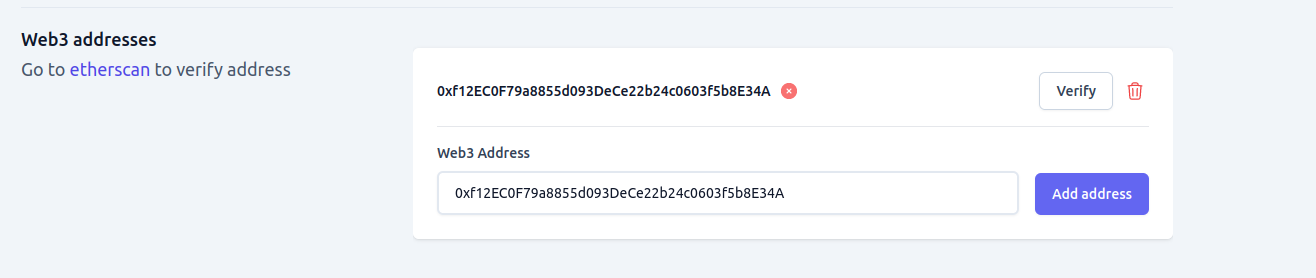 Web3 addresses
Go to etherscan to verify address
0xf12EC0F79a8855d093DeCe22b24c0603f5b8E34A
Verify
Web3 Address
0xf12EC0F79a8855d093DeCe22b24c0603f5b8E34A
Add address